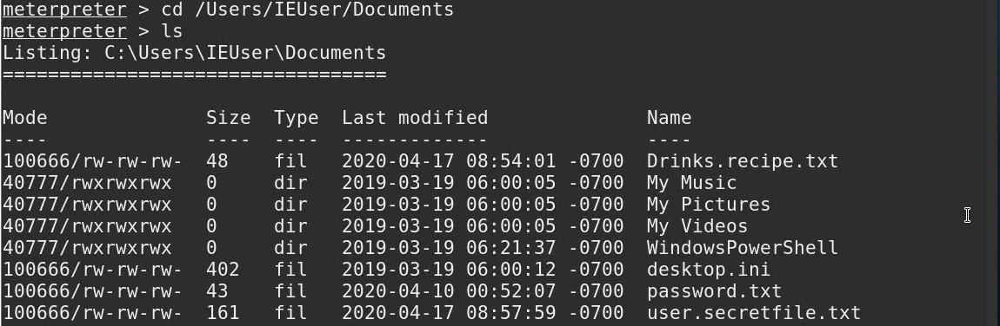 meterpreter > cd /Users/IEUser/Documents
meterpreter > ls
Listing: C:\Users\IEUser\Documents
==================================
Mode              Size  Type  Last modified              Name
----              ----  ----  -------------              ----
100666/rw-rw-rw-  48    fil   2020-04-17 08:54:01 -0700  Drinks.recipe.txt
40777/rwxrwxrwx   0     dir   2019-03-19 06:00:05 -0700  My Music
40777/rwxrwxrwx   0     dir   2019-03-19 06:00:05 -0700  My Pictures
40777/rwxrwxrwx   0     dir   2019-03-19 06:00:05 -0700  My Videos
40777/rwxrwxrwx   0     dir   2019-03-19 06:21:37 -0700  WindowsPowerShell
100666/rw-rw-rw-  402   fil   2019-03-19 06:00:12 -0700  desktop.ini
100666/rw-rw-rw-  43    fil   2020-04-10 00:52:07 -0700  password.txt
100666/rw-rw-rw-  161   fil   2020-04-17 08:57:59 -0700  user.secretfile.txt